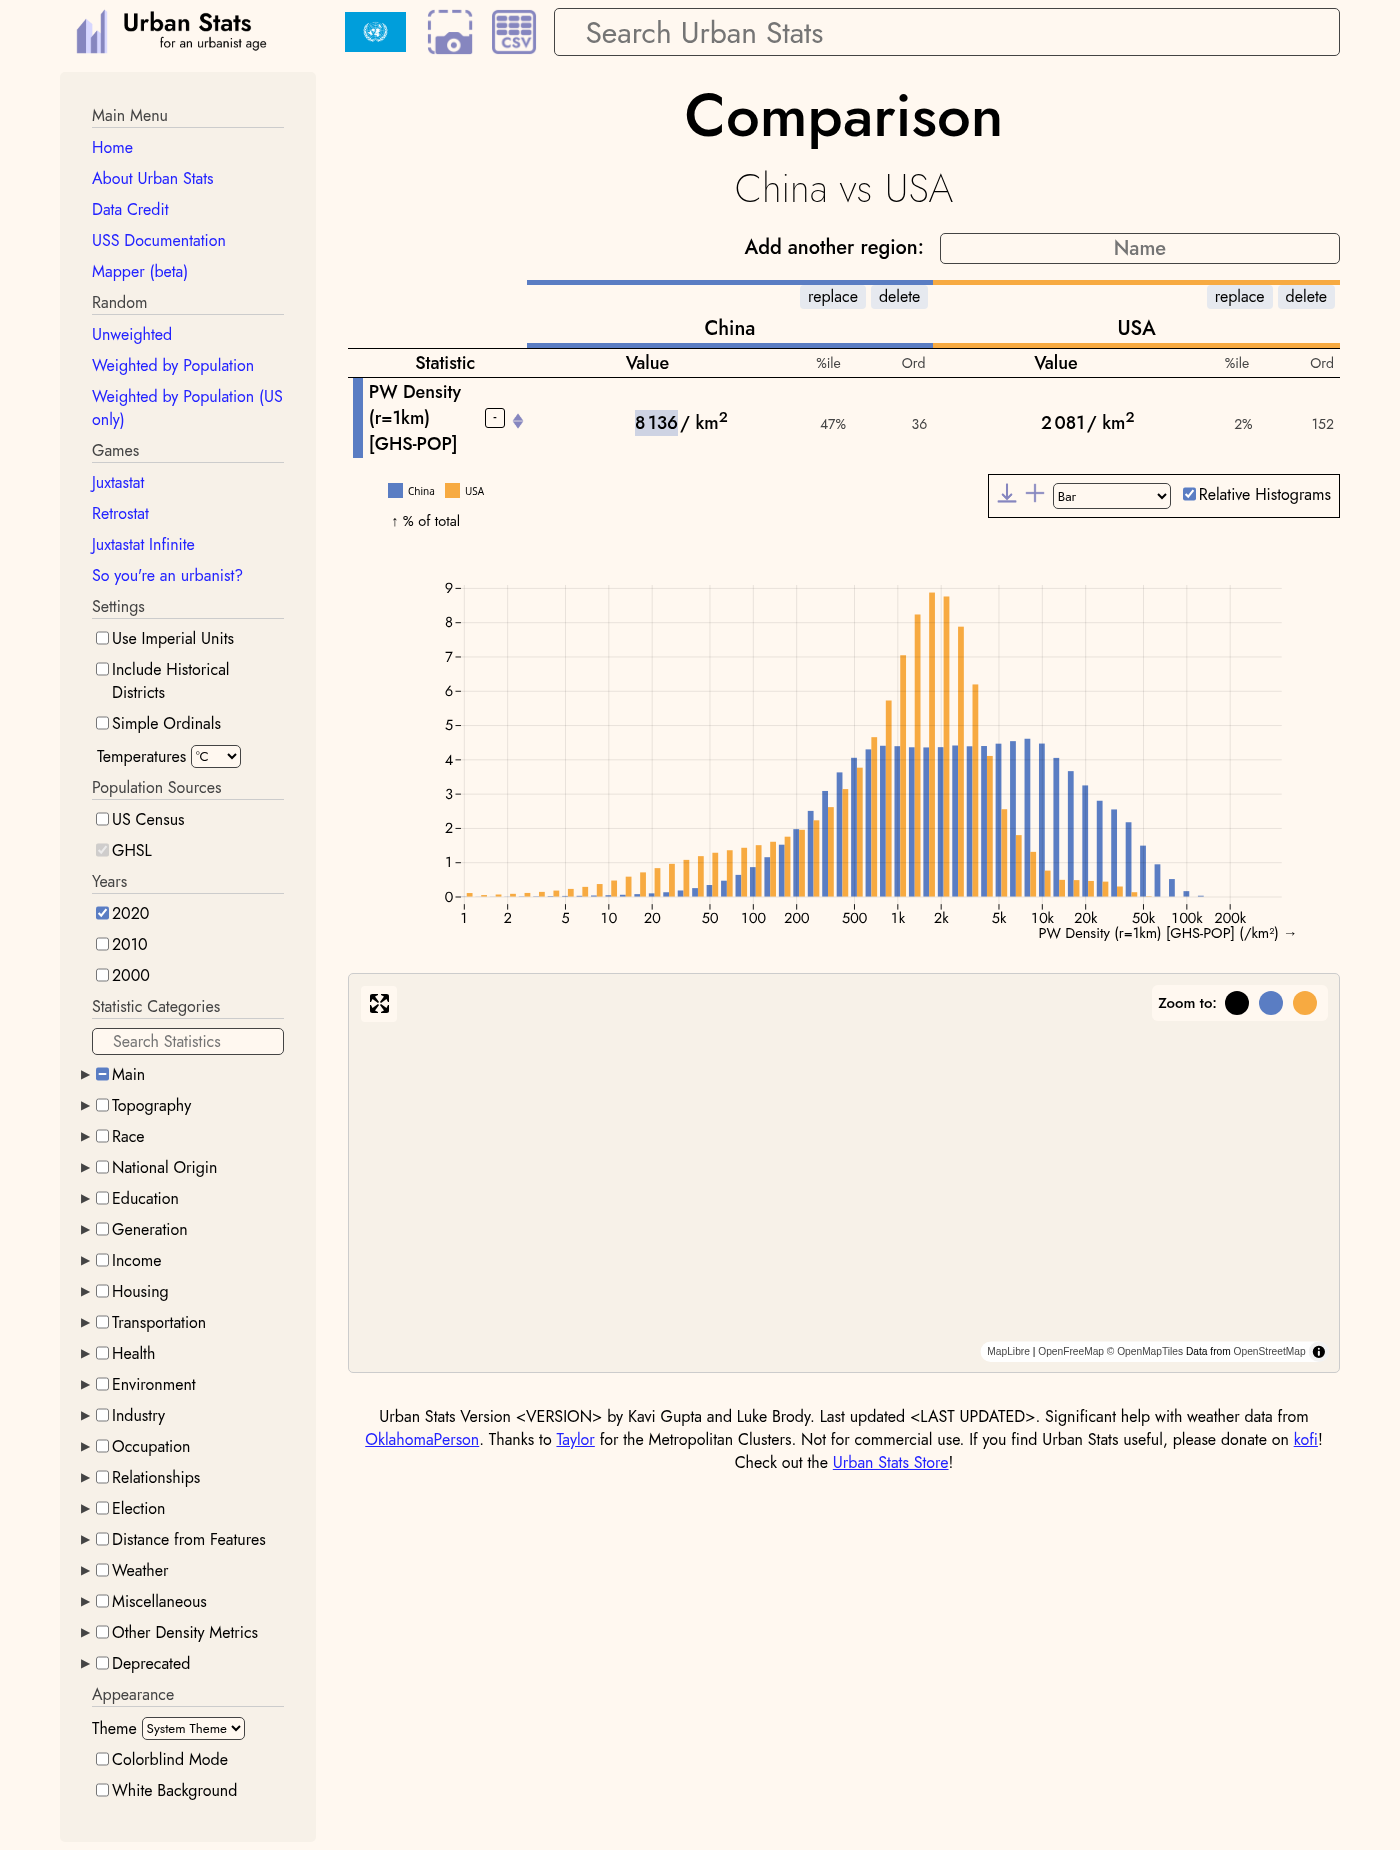 Urban Stats
for an urbanist age
CSV
Search Urban Stats
Main Menu
Home
About Urban Stats
Data Credit
USS Documentation
Mapper (beta)
Random
Unweighted
Weighted by Population
Weighted by Population (US
only)
Games
Juxtastat
Retrostat
Juxtastat Infinite
So you're an urbanist?
Settings
Use Imperial Units
Include Historical
Districts
Simple Ordinals
Temperatures °C
Population Sources
US Census
GHSL
Years
2020
2010
2000
Statistic Categories
Search Statistics
Main
Topography
Race
National Origin
Education
Generation
Income
Housing
Transportation
Health
Environment
Industry
Occupation
Relationships
Election
Distance from Features
Weather
Miscellaneous
Other Density Metrics
Deprecated
Appearance
Theme System Theme
Colorblind Mode
White Background
Comparison
China vs USA
Add another region: Name
replace delete replace delete
China USA
Statistic Value %ile Ord Value %ile Ord
PW Density
(r=1km)
[GHS-POP]
- 8 136 / km² 47% 36 2 081 / km² 2% 152
China USA
Bar Relative Histograms
↑ % of total
9
8
7
6
5
4
3
2
1
0
1 2 5 10 20 50 100 200 500 1k 2k 5k 10k 20k 50k 100k 200k
PW Density (r=1km) [GHS-POP] (/km²) →
Zoom to:
MapLibre | OpenFreeMap © OpenMapTiles Data from OpenStreetMap
Urban Stats Version <VERSION> by Kavi Gupta and Luke Brody. Last updated <LAST UPDATED>. Significant help with weather data from
OklahomaPerson. Thanks to Taylor for the Metropolitan Clusters. Not for commercial use. If you find Urban Stats useful, please donate on kofi!
Check out the Urban Stats Store!